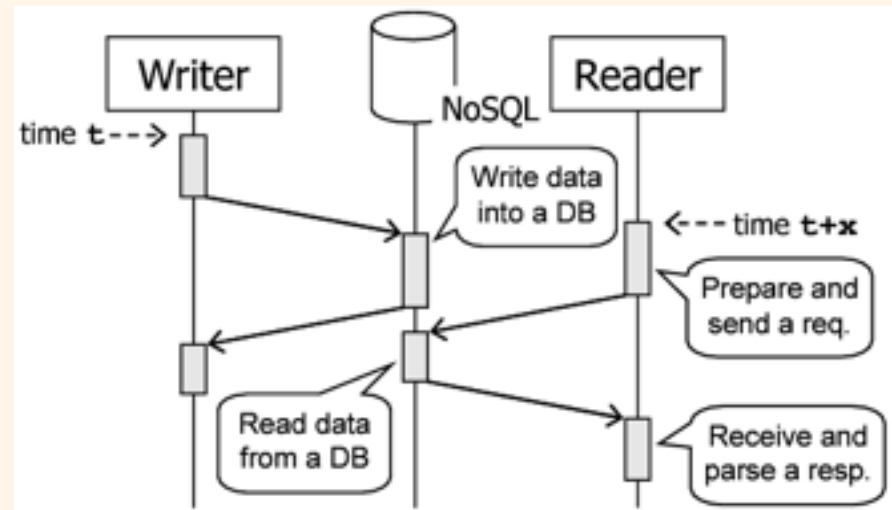 Writer
Reader
NoSQL
time t
Write data
into a DB
time t+x
Prepare and
send a req.
Read data
from a DB
Receive and
parse a resp.